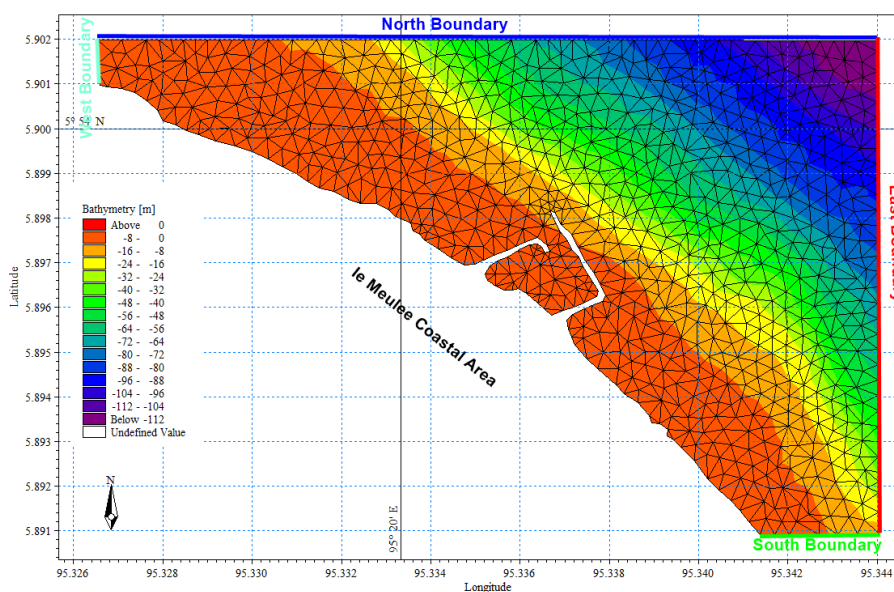 North Boundary
5.902
5.901
5.900
5.899
5.898
5.897
5.896
5.895
5.894
5.893
5.892
5.891
Latitude
West Boundary
5° 54' N
Bathymetry [m]
Above 0
-8 - 0
-16 - -8
-24 - -16
-32 - -24
-40 - -32
-48 - -40
-56 - -48
-64 - -56
-72 - -64
-80 - -72
-88 - -80
-96 - -88
-104 - -96
-112 - -104
Below -112
Undefined Value
N
Ie Meulee Coastal Area
95° 20' E
East Boundary
South Boundary
95.326 95.328 95.330 95.332 95.334 95.336 95.338 95.340 95.342 95.344
Longitude